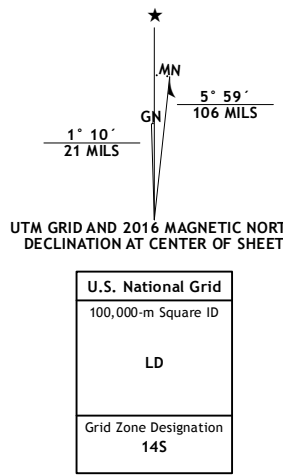 ★
MN
GN
5° 59´
106 MILS
1° 10´
21 MILS
UTM GRID AND 2016 MAGNETIC NORT
DECLINATION AT CENTER OF SHEET
U.S. National Grid
100,000-m Square ID
LD
Grid Zone Designation
14S